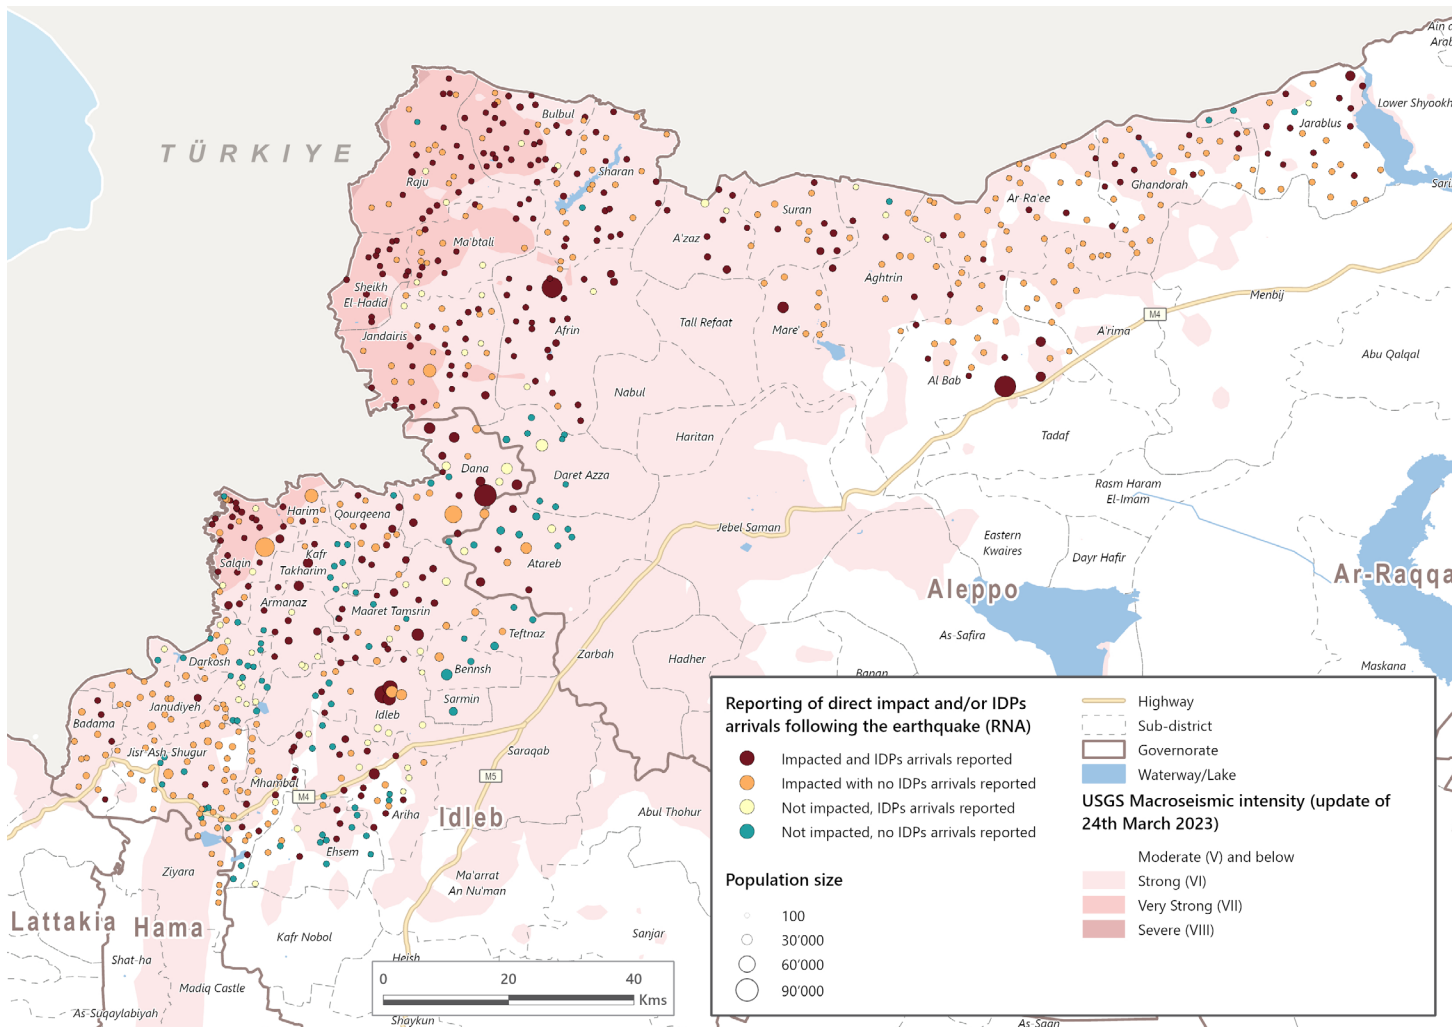 Ain
Arab
TÜRKIYE
Bulbul
Lower Shyookh
Jarablus
Sharan
Raju
Ghandorah
Ar-Ra'ee
Suran
A'zaz
Ma'btali
Aghtrin
Sheikh
El-Hadid
Menbij
M4
Jandairis
Afrin
Tall Refaat
Mare'
A'rima
Abu Qalqal
Al Bab
Nabul
Haritan
Tadaf
Dana
Daret Azza
Rasm Haram
El-Imam
Harim
Qourqeena
Jebel Saman
Eastern
Kwaires
Dayr Hafir
Kafr
Takharim
Salqin
Atareb
Aleppo
Ar-Raqqa
Armanaz
Maaret Tamsrin
Teftnaz
As-Safira
Zarbah
Hadher
Darkosh
Bennsh
Banan
Maskana
Sarmin
Janudiyeh
Idleb
Badama
Jisr-Ash-Shugur
Saraqab
M5
Mhambal
M4
Ariha
Idleb
Abul Thohur
Ehsem
Ziyara
Ma'arrat
An Nu'man
Lattakia
Hama
Kafr Nobol
Sanjar
Heish
Shat-ha
Madiq Castle
As-Suqaylabiyah
Shaykun
As-Saan
0 20 40
Kms
Reporting of direct impact and/or IDPs
arrivals following the earthquake (RNA)
Impacted and IDPs arrivals reported
Impacted with no IDPs arrivals reported
Not impacted, IDPs arrivals reported
Not impacted, no IDPs arrivals reported
Population size
100
30'000
60'000
90'000
Highway
Sub-district
Governorate
Waterway/Lake
USGS Macroseismic intensity (update of
24th March 2023)
Moderate (V) and below
Strong (VI)
Very Strong (VII)
Severe (VIII)